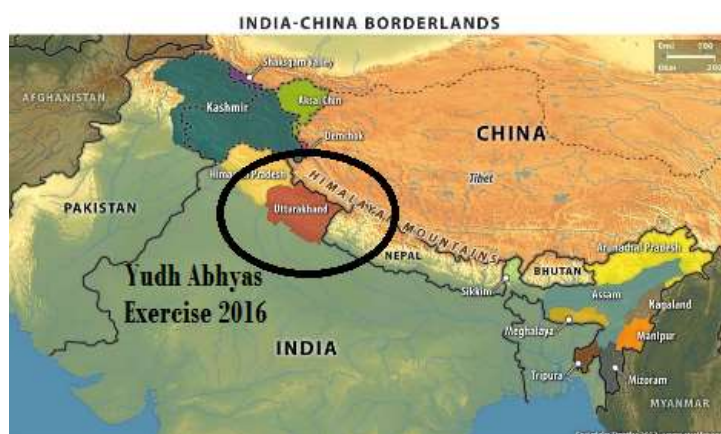 INDIA-CHINA BORDERLANDS
Shaksgam Valley
AFGHANISTAN
Kashmir
Aksai Chin
Demchok
CHINA
Tibet
Himachal Pradesh
HIMALAYAN MOUNTAINS
Uttarakhand
PAKISTAN
NEPAL
BHUTAN
Arunachal Pradesh
Sikkim
Assam
Yudh Abhyas
Exercise 2016
Nagaland
Meghalaya
Manipur
INDIA
Tripura
Mizoram
MYANMAR